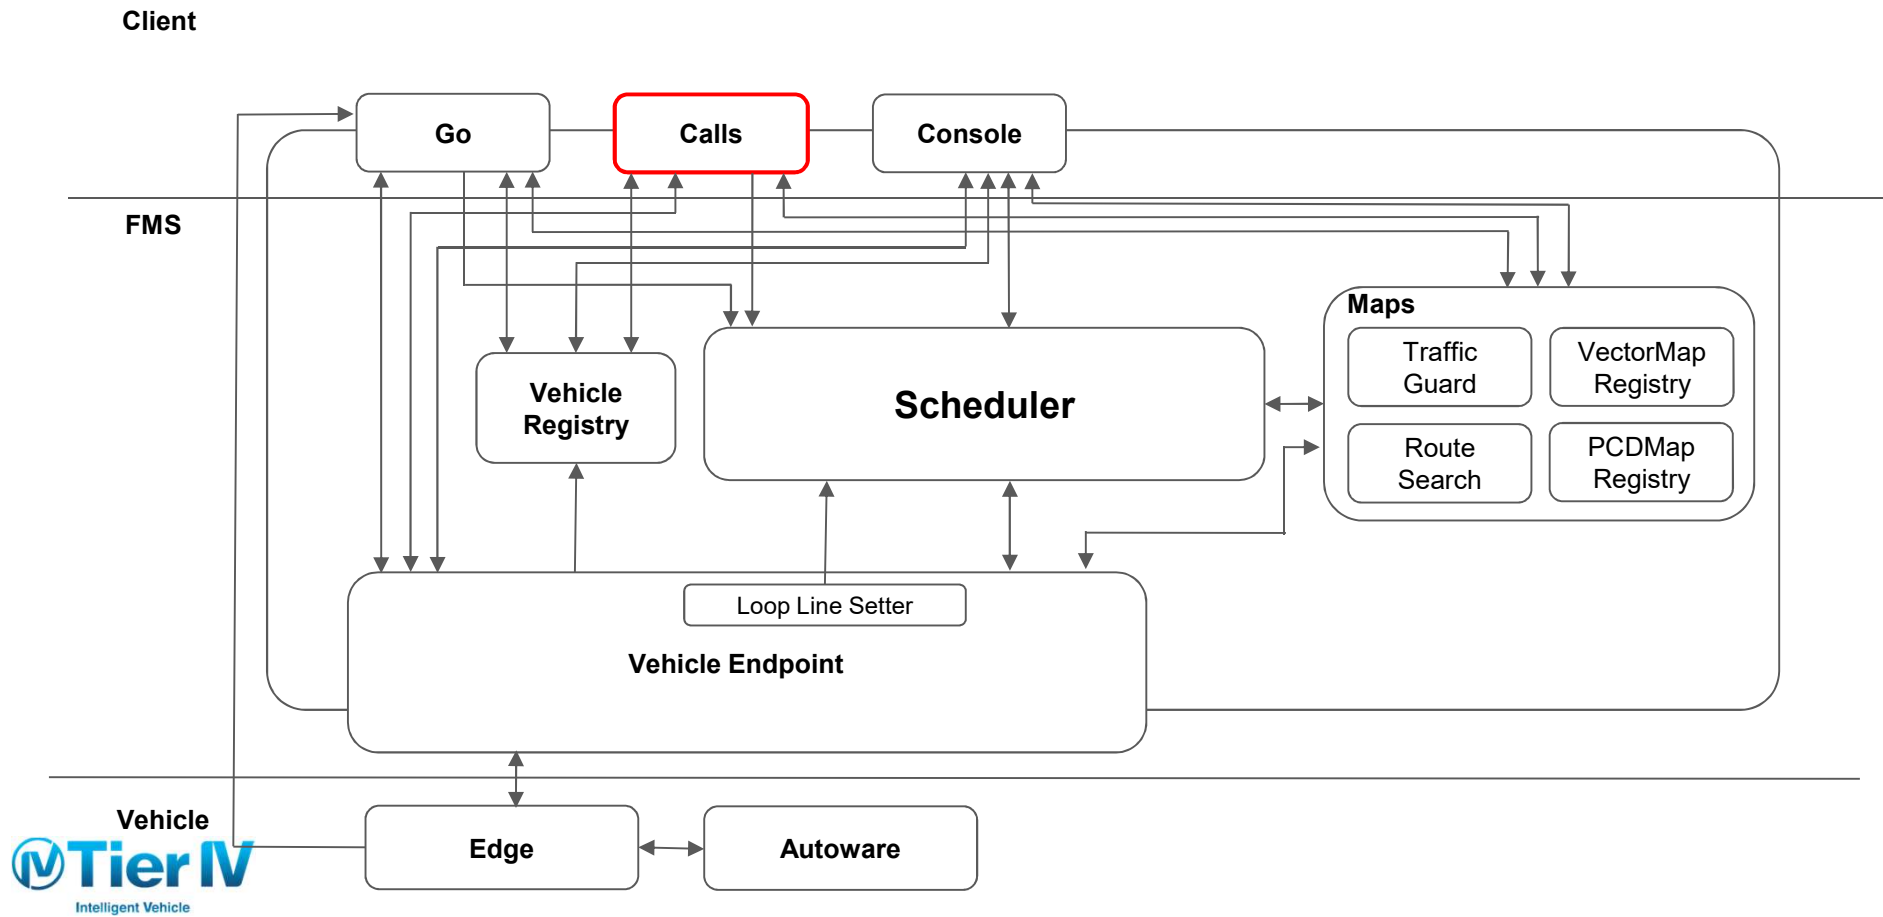 Client
Go
Calls
Console
FMS
Maps
Traffic
Guard
VectorMap
Registry
Vehicle
Registry
Scheduler
Route
Search
PCDMap
Registry
Loop Line Setter
Vehicle Endpoint
Vehicle
Edge
Autoware
IV Tier IV
Intelligent Vehicle